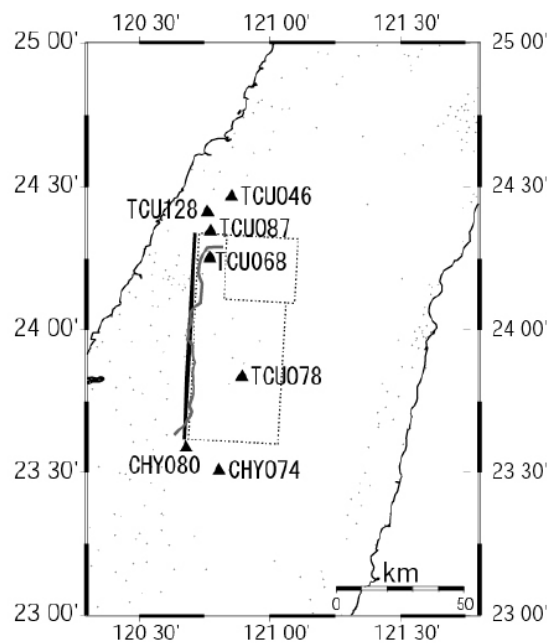 120 30' 121 00' 121 30'
25 00' 25 00'
24 30' 24 30'
TCU046
TCU128
TCU087
TCU068
24 00' 24 00'
TCU078
CHY080 CHY074
23 30' 23 30'
km
0 50
23 00' 23 00'
120 30' 121 00' 121 30'